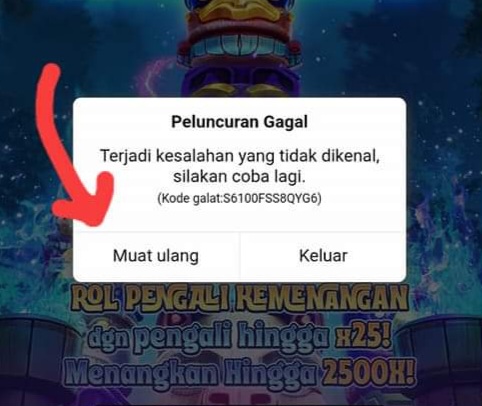 Peluncuran Gagal
Terjadi kesalahan yang tidak dikenal,
silakan coba lagi.
(Kode galat:S6100FSS8QYG6)
Muat ulang
Keluar
ROL PENGALI KEMENANGAN
dgn pengali hingga x25!
Menangkan Hingga 2500X!